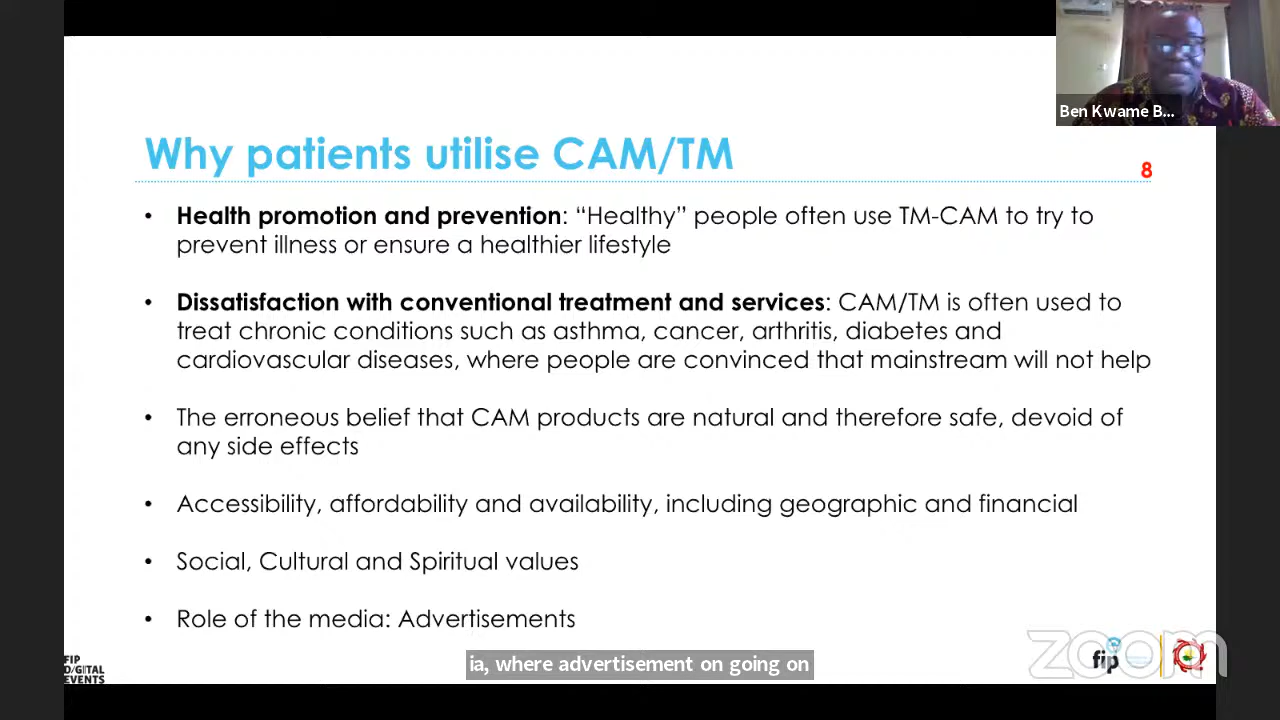 Ben Kwame B...
Why patients utilise CAM/TM
8
• Health promotion and prevention: “Healthy” people often use TM-CAM to try to
prevent illness or ensure a healthier lifestyle
• Dissatisfaction with conventional treatment and services: CAM/TM is often used to
treat chronic conditions such as asthma, cancer, arthritis, diabetes and
cardiovascular diseases, where people are convinced that mainstream will not help
• The erroneous belief that CAM products are natural and therefore safe, devoid of
any side effects
• Accessibility, affordability and availability, including geographic and financial
• Social, Cultural and Spiritual values
• Role of the media: Advertisements
FIP
D/GITAL
EVENTS
ia, where advertisement on going on
fip
zoom